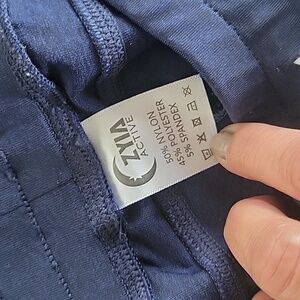 ZYIA
ACTIVE
50% NYLON
45% POLYESTER
5% SPANDEX